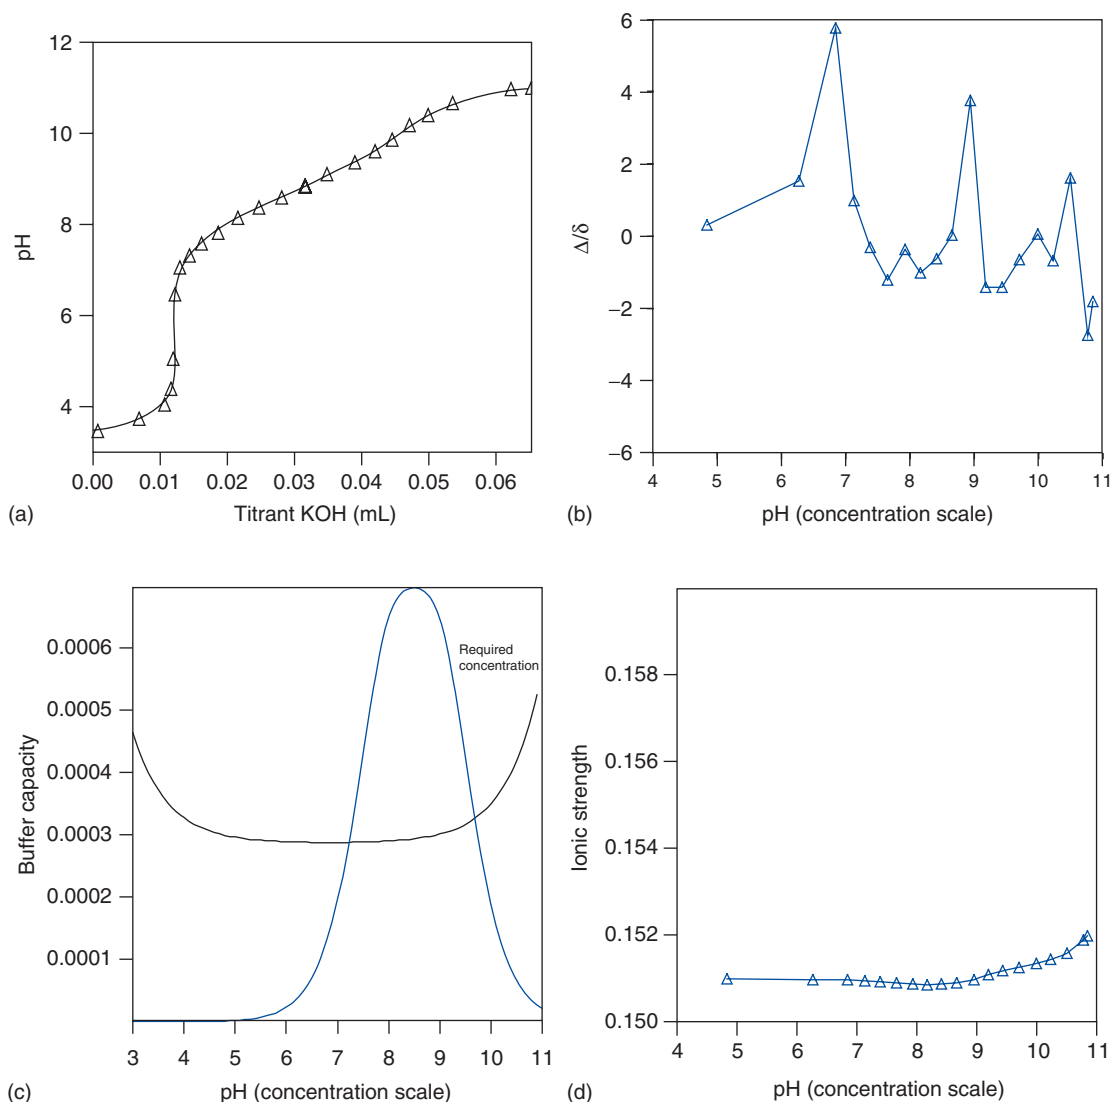 12
10
8
6
4
pH
0.00 0.01 0.02 0.03 0.04 0.05 0.06
Titrant KOH (mL)
(a)
6
4
2
0
−2
−4
−6
Δ/δ
4 5 6 7 8 9 10 11
pH (concentration scale)
(b)
0.0006
0.0005
0.0004
0.0003
0.0002
0.0001
Buffer capacity
Required
concentration
3 4 5 6 7 8 9 10 11
pH (concentration scale)
(c)
0.158
0.156
0.154
0.152
0.150
Ionic strength
4 5 6 7 8 9 10 11
pH (concentration scale)
(d)